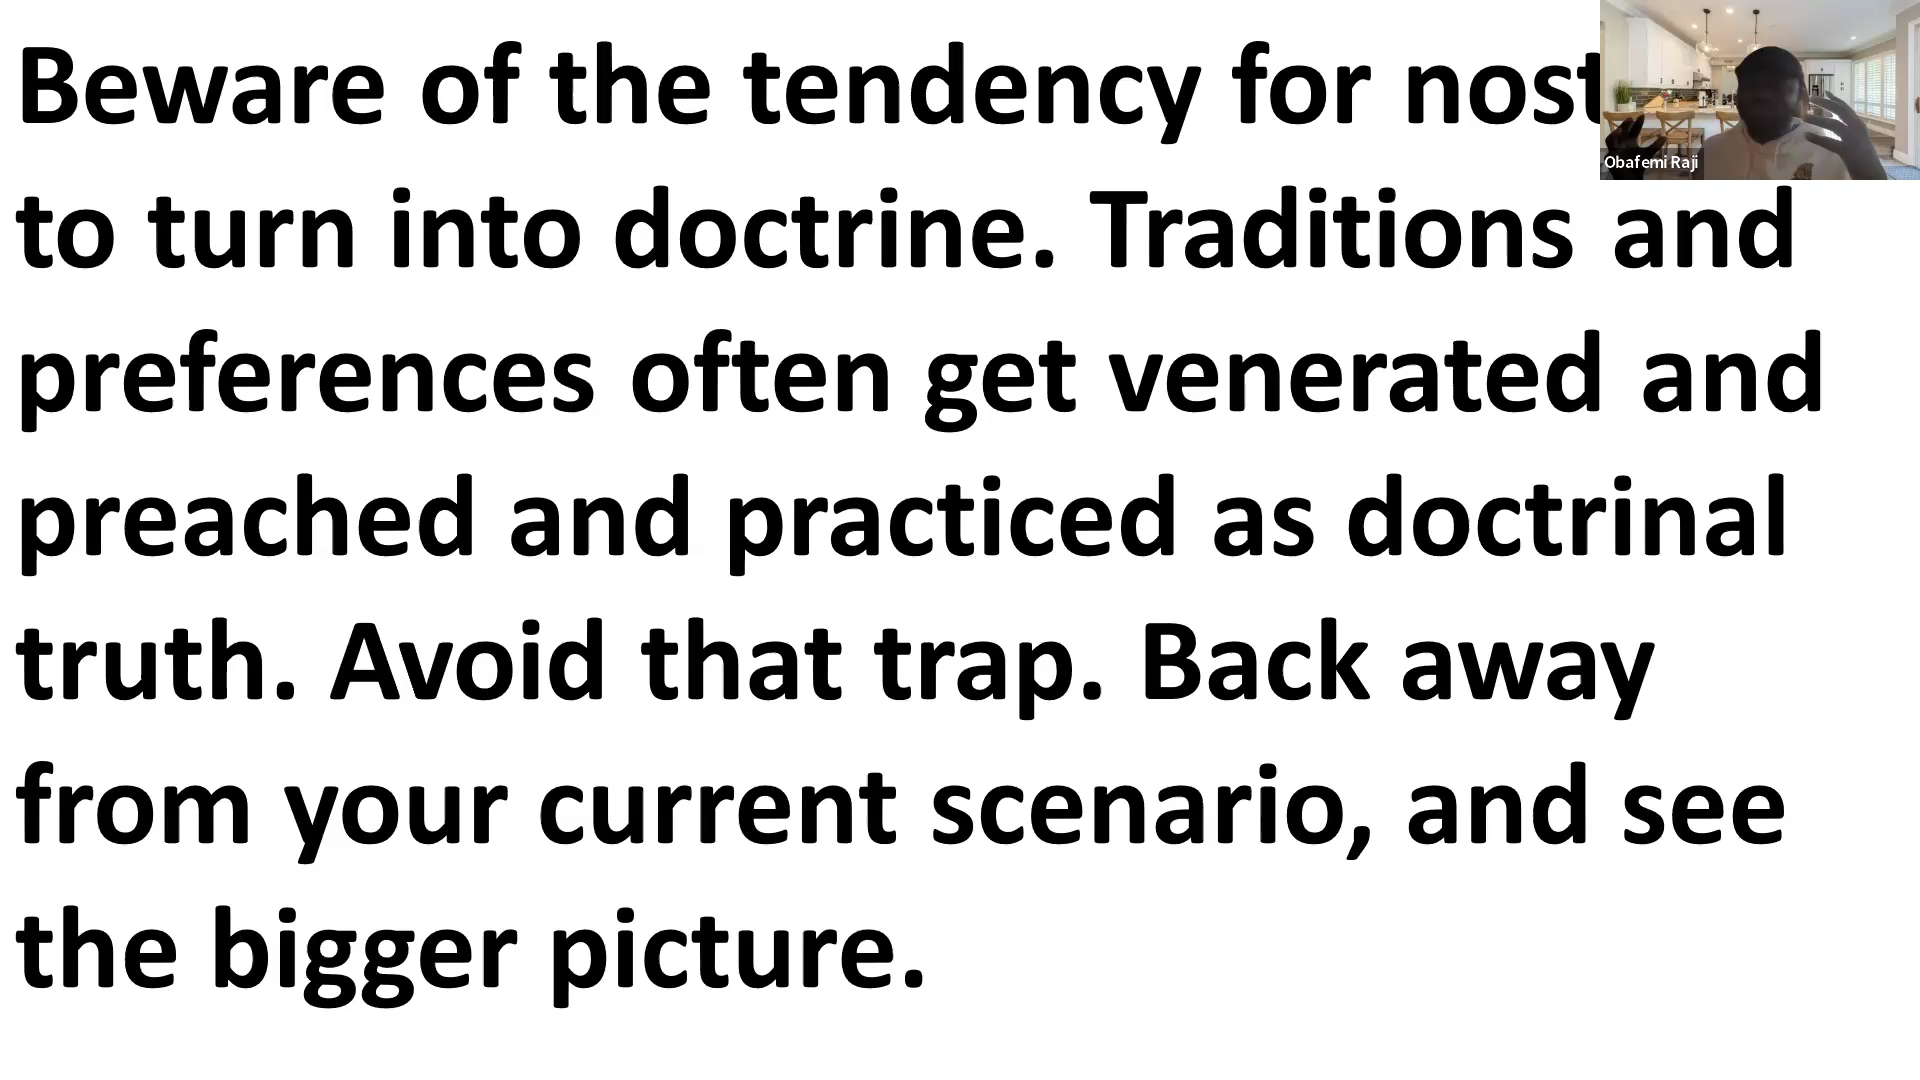 Beware of the tendency for
to turn into doctrine. Traditions and
preferences often get venerated and
preached and practiced as doctrinal
truth. Avoid that trap. Back away
from your current scenario, and see
the bigger picture.
Obafemi Raji